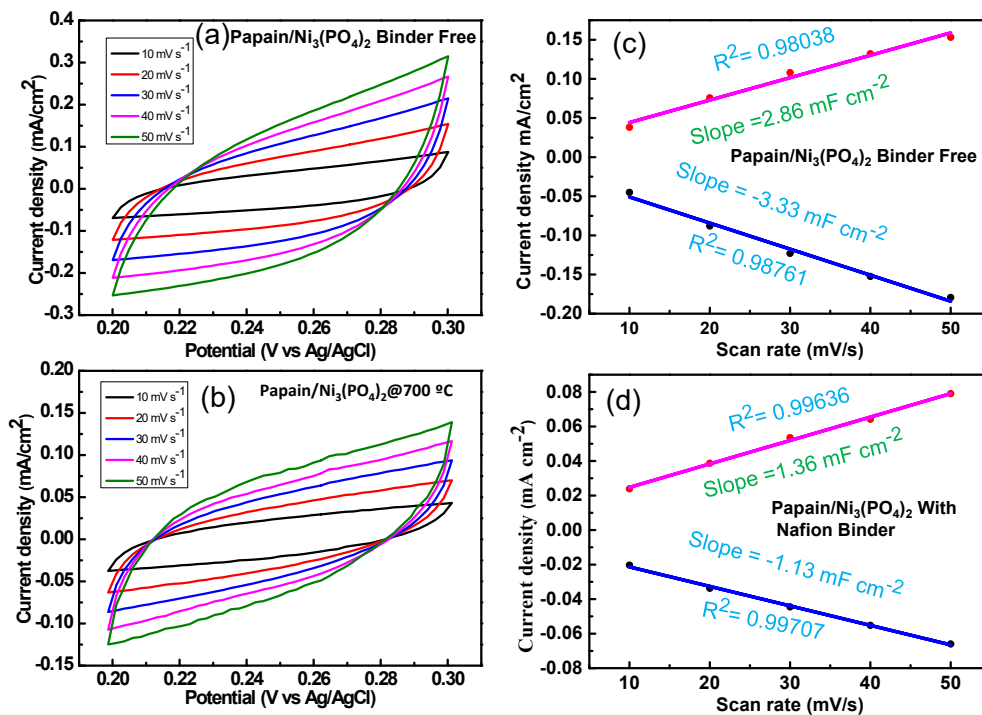 (a) Papain/Ni₃(PO₄)₂ Binder Free
10 mV s⁻¹
20 mV s⁻¹
30 mV s⁻¹
40 mV s⁻¹
50 mV s⁻¹
Current density (mA/cm²)
0.4
0.3
0.2
0.1
0.0
-0.1
-0.2
-0.3
0.20 0.22 0.24 0.26 0.28 0.30
Potential (V vs Ag/AgCl)
(b) Papain/Ni₃(PO₄)₂@700 ºC
10 mV s⁻¹
20 mV s⁻¹
30 mV s⁻¹
40 mV s⁻¹
50 mV s⁻¹
Current density (mA/cm²)
0.20
0.15
0.10
0.05
0.00
-0.05
-0.10
-0.15
0.20 0.22 0.24 0.26 0.28 0.30
Potential (V vs Ag/AgCl)
(c)
R²= 0.98038
Slope =2.86 mF cm⁻²
Papain/Ni₃(PO₄)₂ Binder Free
Slope = -3.33 mF cm⁻²
R²= 0.98761
Current density mA/cm²
0.15
0.10
0.05
0.00
-0.05
-0.10
-0.15
-0.20
10 20 30 40 50
Scan rate (mV/s)
(d)
R²= 0.99636
Slope =1.36 mF cm⁻²
Papain/Ni₃(PO₄)₂ With
Nafion Binder
Slope = -1.13 mF cm⁻²
R²= 0.99707
Current density (mA cm⁻²)
0.08
0.06
0.04
0.02
0.00
-0.02
-0.04
-0.06
-0.08
10 20 30 40 50
Scan rate (mV/s)